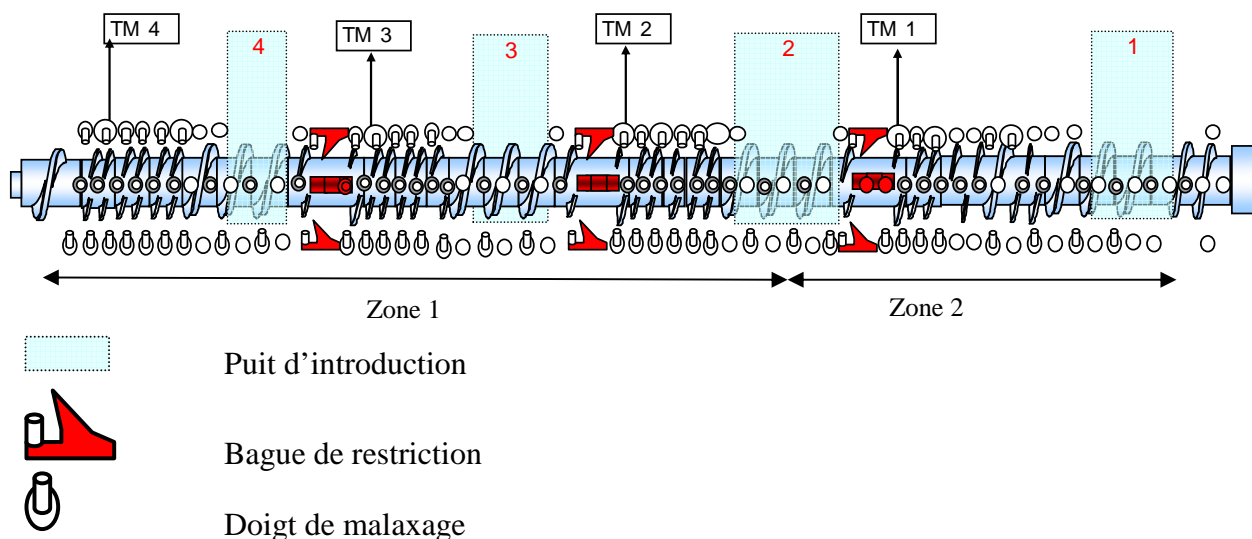 TM 4
4
TM 3
3
TM 2
2
TM 1
1
Zone 1
Zone 2
Puit d'introduction
Bague de restriction
Doigt de malaxage